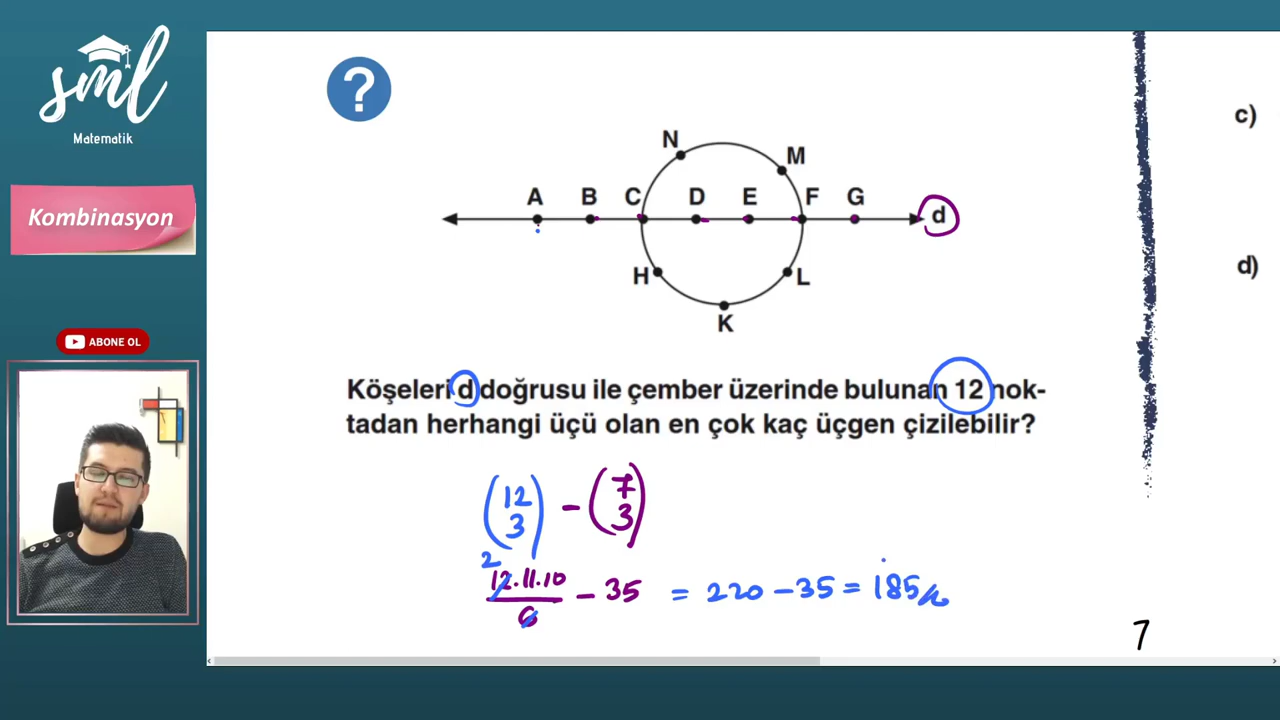 sml
Matematik
Kombinasyon
ABONE OL
?
N
M
A B C D E F G d
H
L
K
c)
d)
Köşeleri d doğrusu ile çember üzerinde bulunan 12 nok-
tadan herhangi üçü olan en çok kaç üçgen çizilebilir?
(12 3) - (7 3)
2
12.11.10 / 6 - 35 = 220 - 35 = 185
7